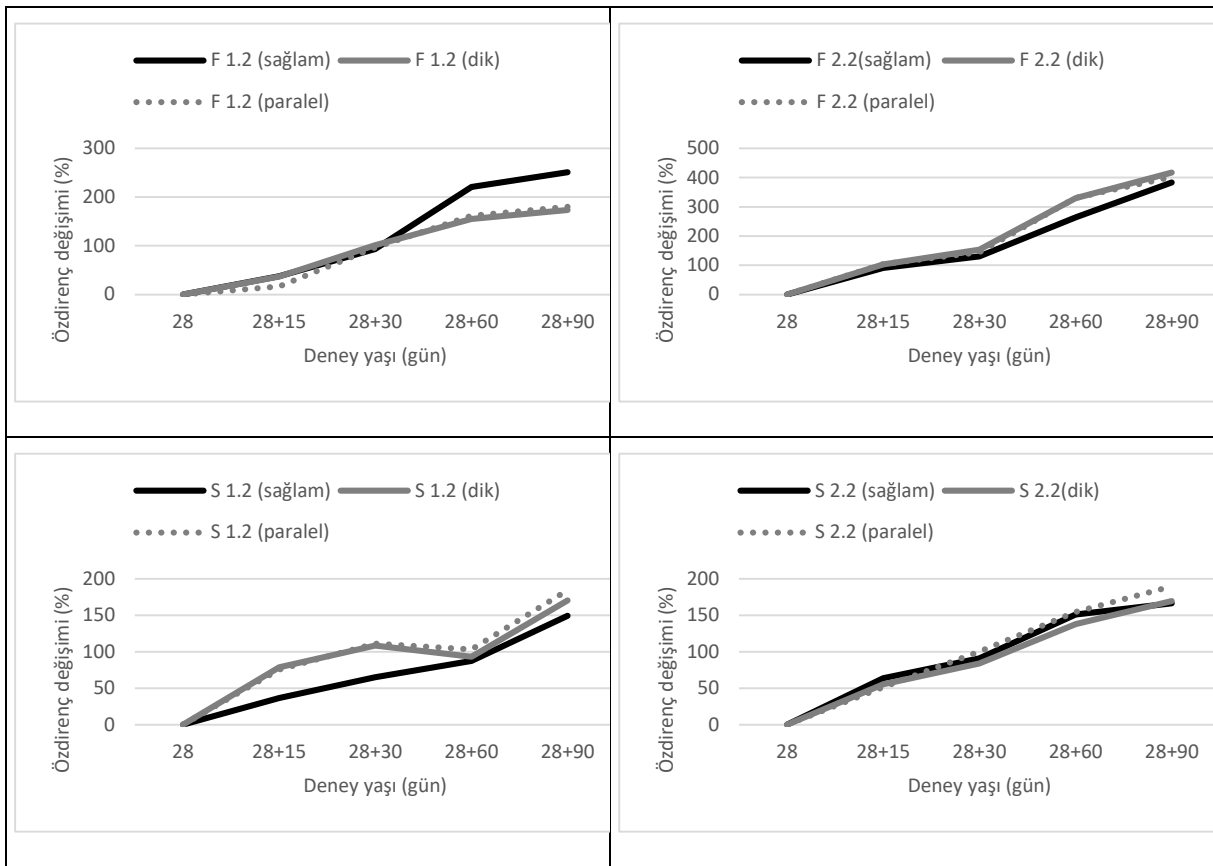 F 1.2 (sağlam) F 1.2 (dik)
F 1.2 (paralel)
300
200
100
0
Özdirenç değişimi (%)
28 28+15 28+30 28+60 28+90
Deney yaşı (gün)
F 2.2(sağlam) F 2.2 (dik)
F 2.2 (paralel)
500
400
300
200
100
0
Özdirenç değişimi (%)
28 28+15 28+30 28+60 28+90
Deney yaşı (gün)
S 1.2 (sağlam) S 1.2 (dik)
S 1.2 (paralel)
200
150
100
50
0
Özdirenç değişimi (%)
28 28+15 28+30 28+60 28+90
Deney yaşı (gün)
S 2.2 (sağlam) S 2.2(dik)
S 2.2 (paralel)
200
150
100
50
0
Özdirenç değişimi (%)
28 28+15 28+30 28+60 28+90
Deney yaşı (gün)